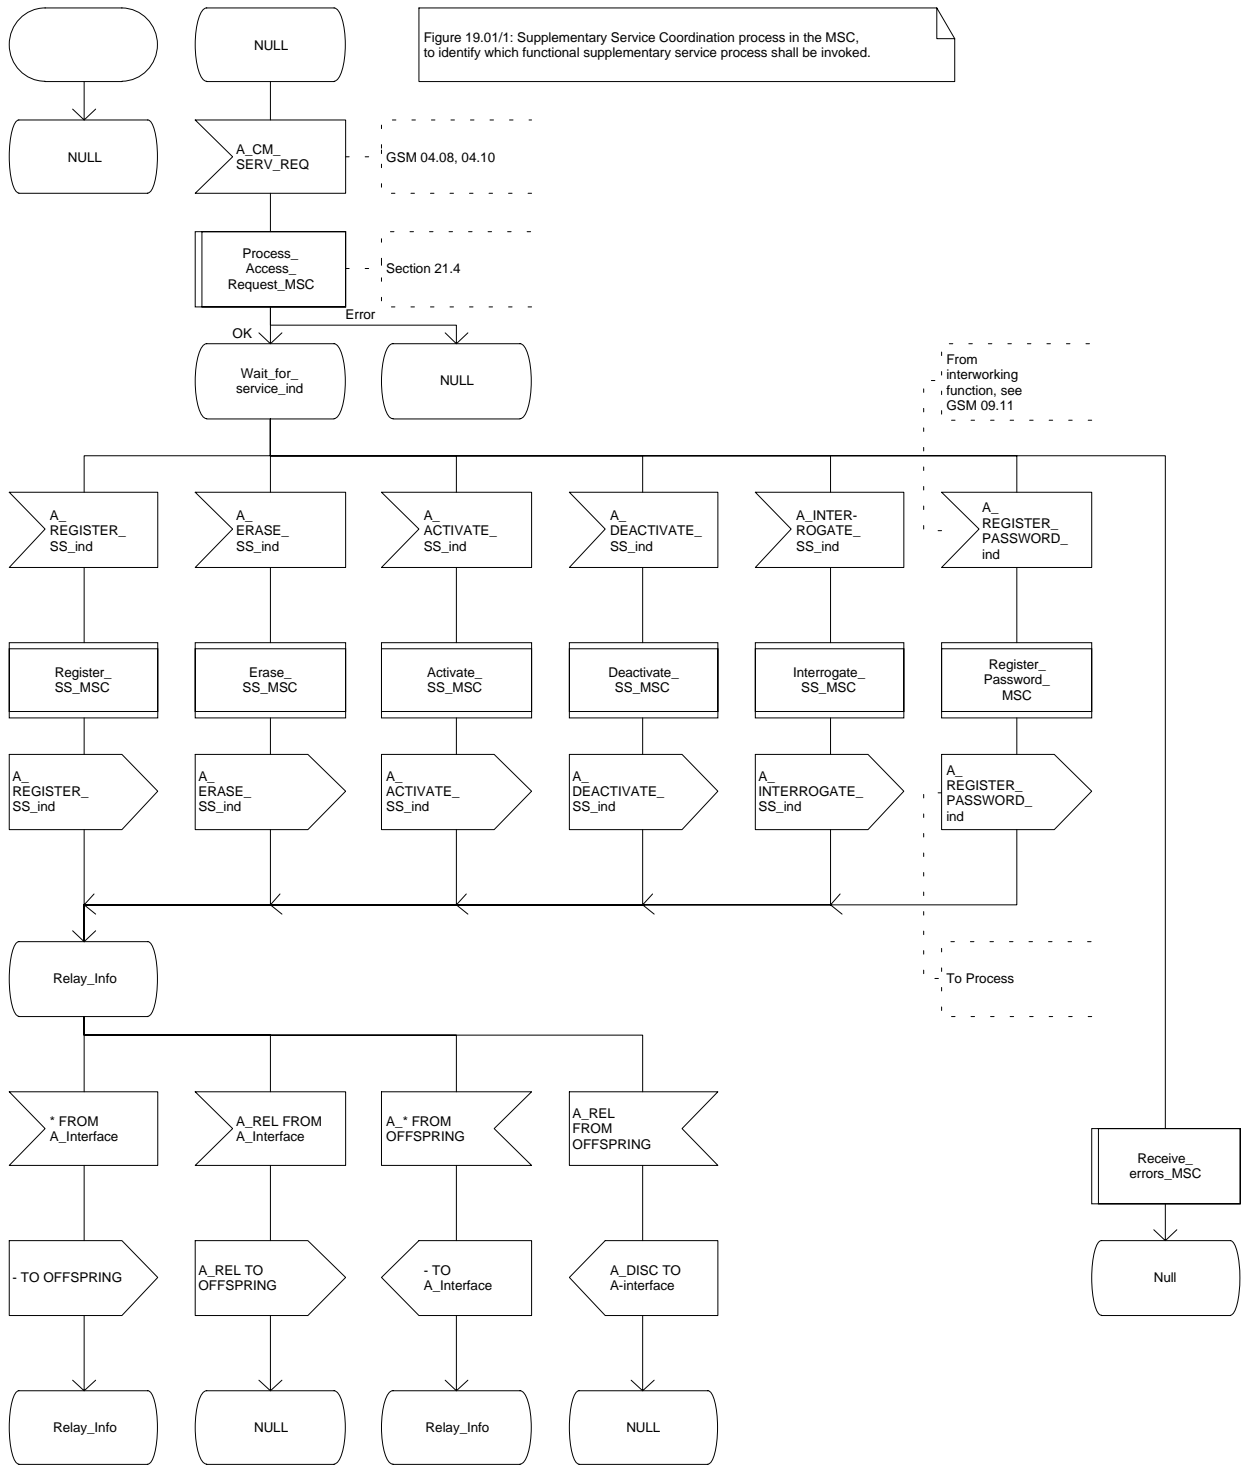 NULL
Figure 19.01/1: Supplementary Service Coordination process in the MSC,
to identify which functional supplementary service process shall be invoked.
NULL
A_CM_
SERV_REQ
GSM 04.08, 04.10
Process_
Access_
Request_MSC
Section 21.4
Error
OK
Wait_for_
service_ind
NULL
From
interworking
function, see
GSM 09.11
A_
REGISTER_
SS_ind
A_
ERASE_
SS_ind
A_
ACTIVATE_
SS_ind
A_
DEACTIVATE_
SS_ind
A_INTER-
ROGATE_
SS_ind
A_
REGISTER_
PASSWORD_
ind
Register_
SS_MSC
Erase_
SS_MSC
Activate_
SS_MSC
Deactivate_
SS_MSC
Interrogate_
SS_MSC
Register_
Password_
MSC
A_
REGISTER_
SS_ind
A_
ERASE_
SS_ind
A_
ACTIVATE_
SS_ind
A_
DEACTIVATE_
SS_ind
A_
INTERROGATE_
SS_ind
A_
REGISTER_
PASSWORD_
ind
Relay_Info
To Process
* FROM
A_Interface
A_REL FROM
A_Interface
A_* FROM
OFFSPRING
A_REL
FROM
OFFSPRING
Receive_
errors_MSC
- TO OFFSPRING
A_REL TO
OFFSPRING
- TO
A_Interface
A_DISC TO
A-interface
Null
Relay_Info
NULL
Relay_Info
NULL